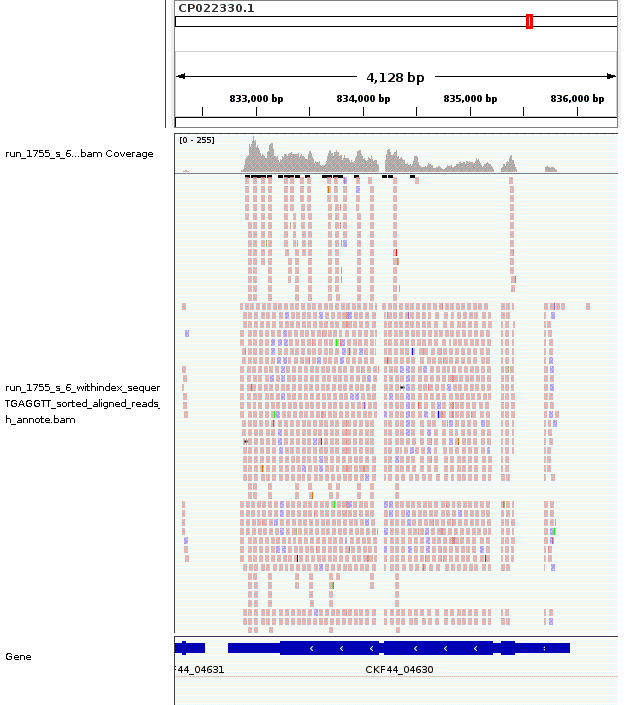 CP022330.1
4,128 bp
833,000 bp 834,000 bp 835,000 bp 836,000 bp
[0 - 255]
run_1755_s_6...bam Coverage
run_1755_s_6_withindex_sequer
TGAGGTT_sorted_aligned_reads_
h_annote.bam
Gene
F44_04631 CKF44_04630